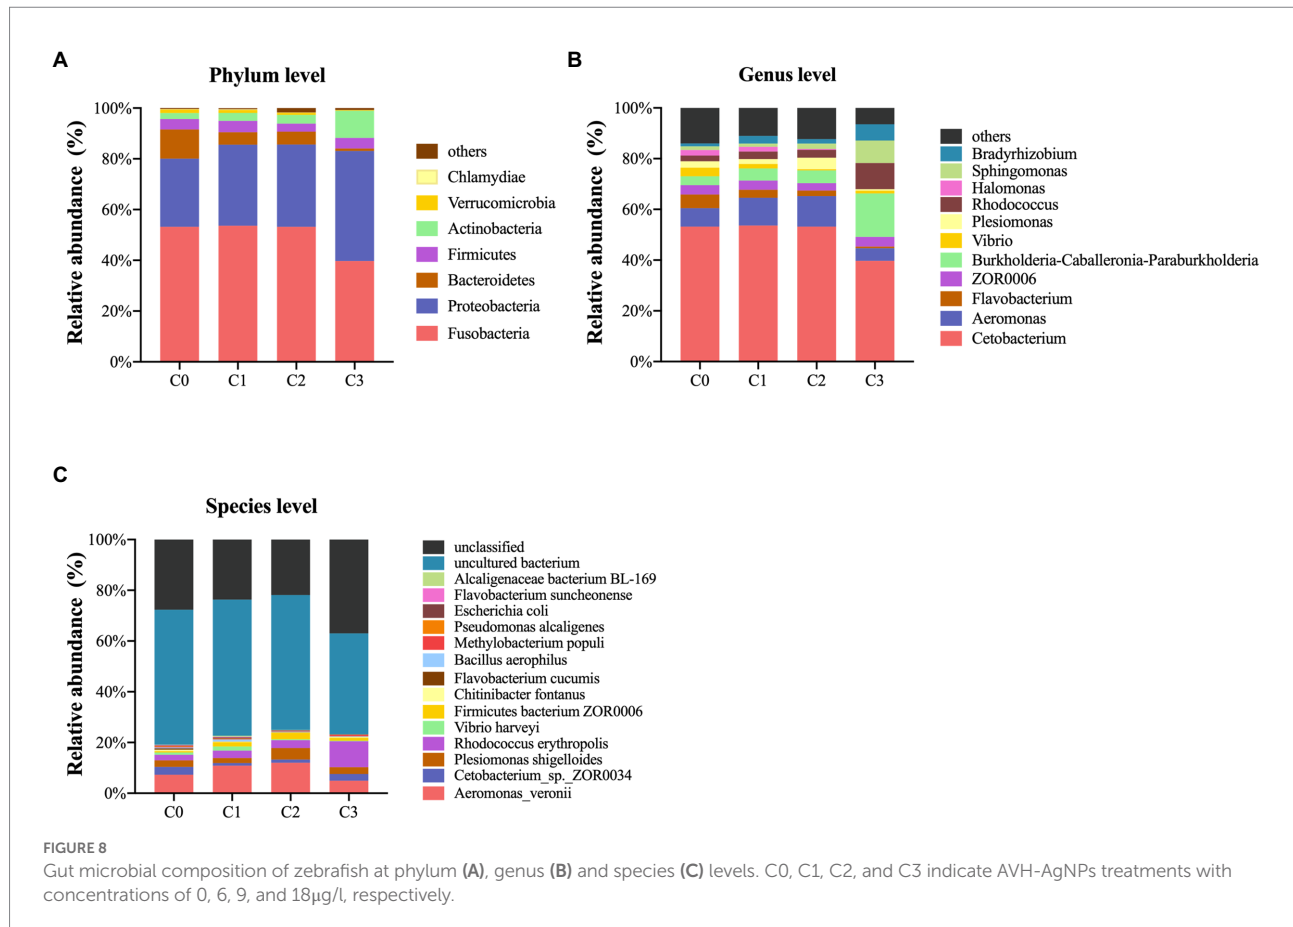 A
Phylum level
Relative abundance (%)
100%
80%
60%
40%
20%
0%
C0 C1 C2 C3
others
Chlamydiae
Verrucomicrobia
Actinobacteria
Firmicutes
Bacteroidetes
Proteobacteria
Fusobacteria
B
Genus level
Relative abundance (%)
100%
80%
60%
40%
20%
0%
C0 C1 C2 C3
others
Bradyrhizobium
Sphingomonas
Halomonas
Rhodococcus
Plesiomonas
Vibrio
Burkholderia-Caballeronia-Paraburkholderia
ZOR0006
Flavobacterium
Aeromonas
Cetobacterium
C
Species level
Relative abundance (%)
100%
80%
60%
40%
20%
0%
C0 C1 C2 C3
unclassified
uncultured bacterium
Alcaligenaceae bacterium BL-169
Flavobacterium suncheonense
Escherichia coli
Pseudomonas alcaligenes
Methylobacterium populi
Bacillus aerophilus
Flavobacterium cucumis
Chitinibacter fontanus
Firmicutes bacterium ZOR0006
Vibrio harveyi
Rhodococcus erythropolis
Plesiomonas shigelloides
Cetobacterium_sp._ZOR0034
Aeromonas_veronii
FIGURE 8
Gut microbial composition of zebrafish at phylum (A), genus (B) and species (C) levels. C0, C1, C2, and C3 indicate AVH-AgNPs treatments with
concentrations of 0, 6, 9, and 18μg/l, respectively.